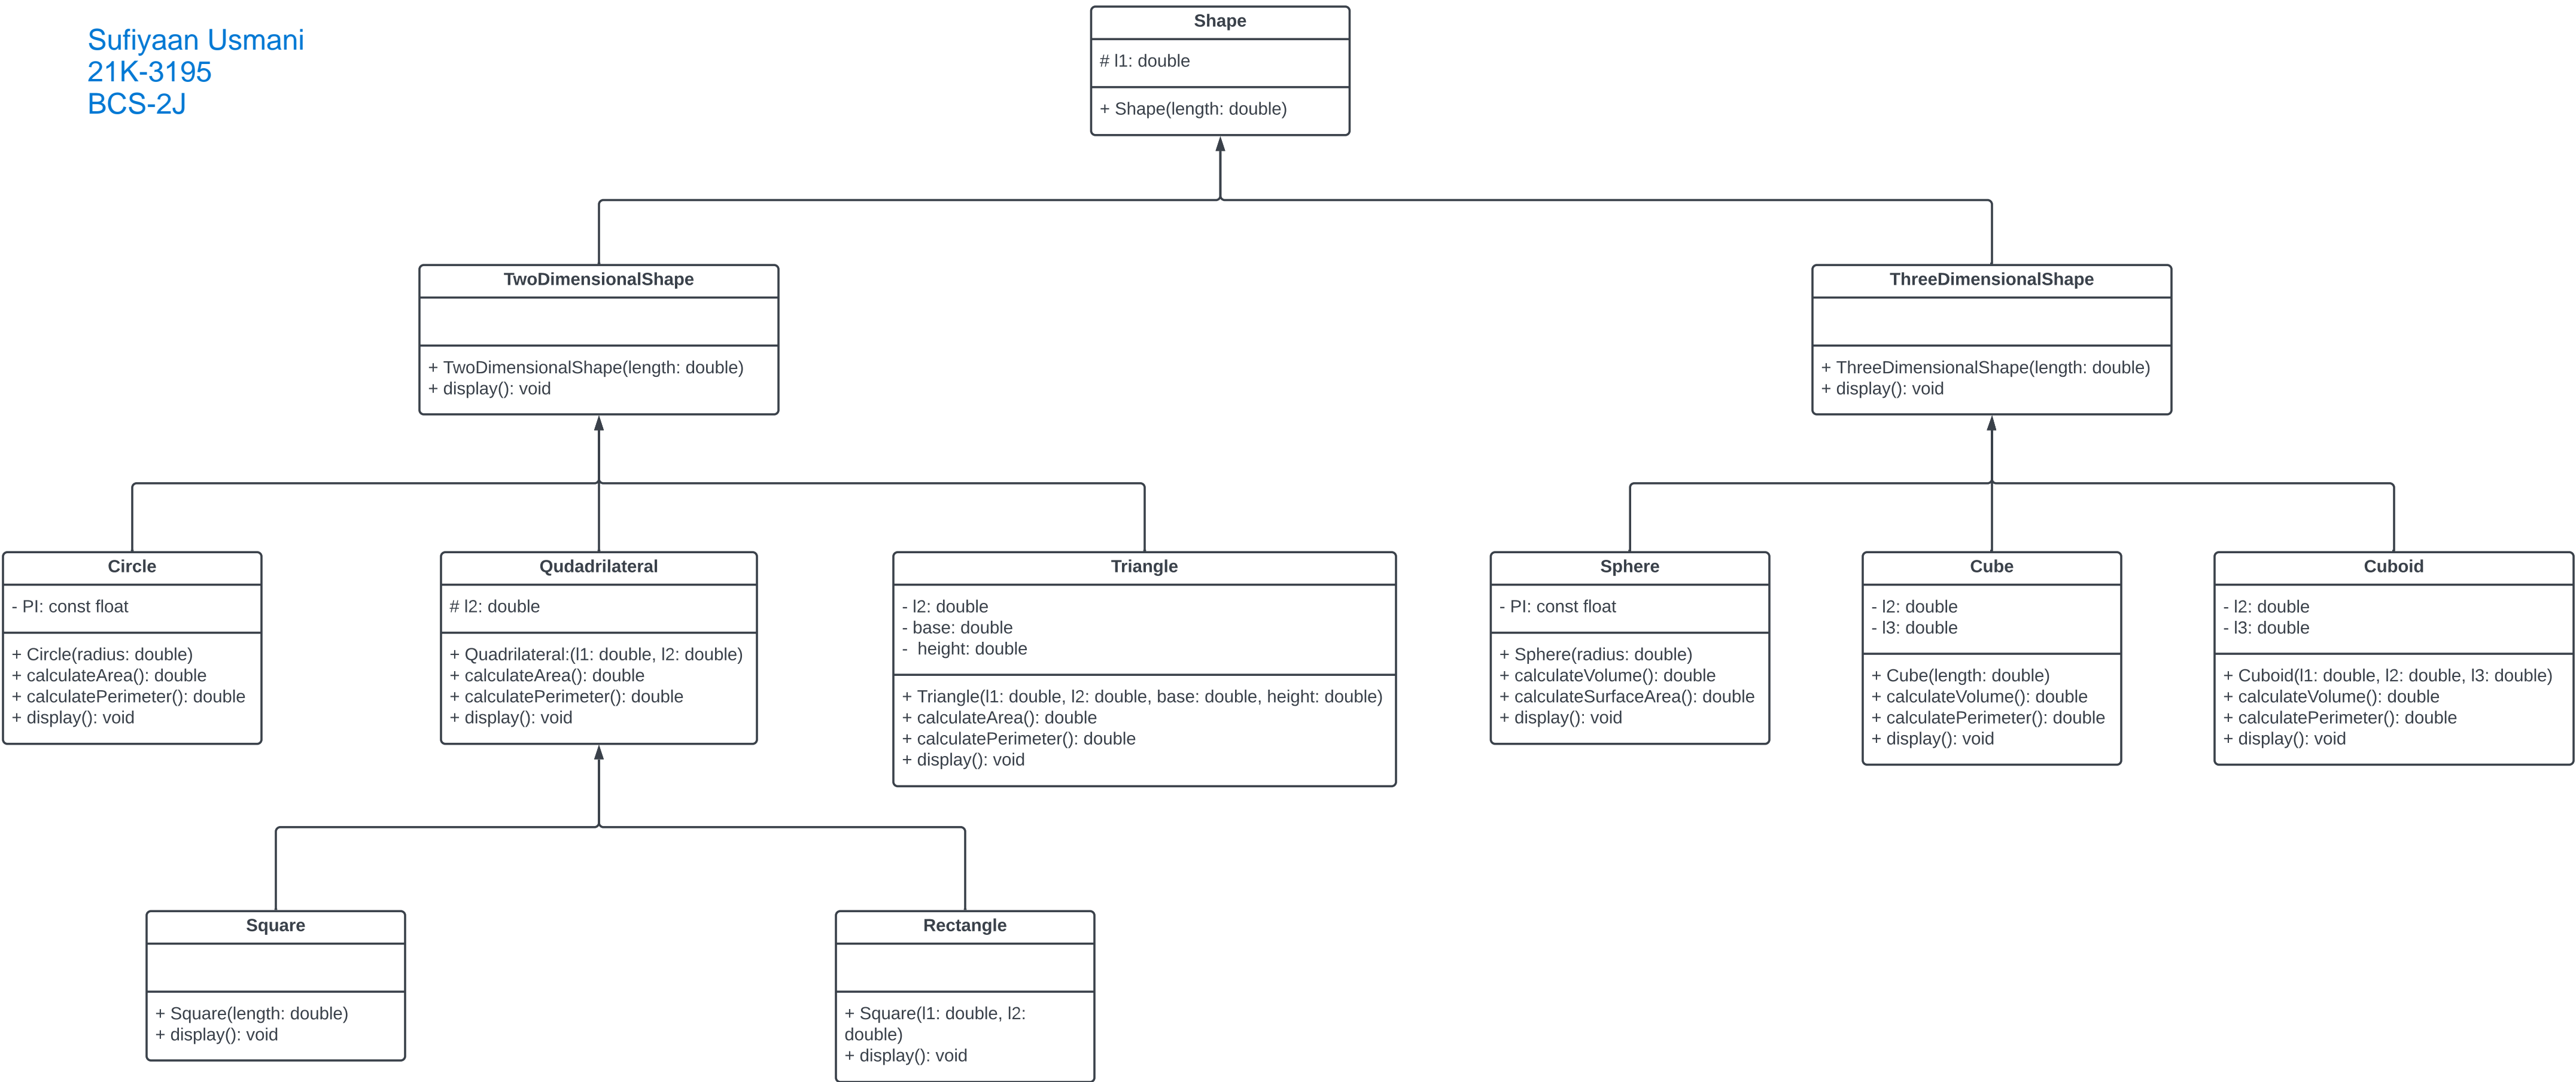 Sufiyaan Usmani
21K-3195
BCS-2J
Shape
# l1: double
+ Shape(length: double)
TwoDimensionalShape
+ TwoDimensionalShape(length: double)
+ display(): void
ThreeDimensionalShape
+ ThreeDimensionalShape(length: double)
+ display(): void
Circle
- PI: const float
+ Circle(radius: double)
+ calculateArea(): double
+ calculatePerimeter(): double
+ display(): void
Qudadrilateral
# l2: double
+ Quadrilateral:(l1: double, l2: double)
+ calculateArea(): double
+ calculatePerimeter(): double
+ display(): void
Triangle
- l2: double
- base: double
-  height: double
+ Triangle(l1: double, l2: double, base: double, height: double)
+ calculateArea(): double
+ calculatePerimeter(): double
+ display(): void
Sphere
- PI: const float
+ Sphere(radius: double)
+ calculateVolume(): double
+ calculateSurfaceArea(): double
+ display(): void
Cube
- l2: double
- l3: double
+ Cube(length: double)
+ calculateVolume(): double
+ calculatePerimeter(): double
+ display(): void
Cuboid
- l2: double
- l3: double
+ Cuboid(l1: double, l2: double, l3: double)
+ calculateVolume(): double
+ calculatePerimeter(): double
+ display(): void
Square
+ Square(length: double)
+ display(): void
Rectangle
+ Square(l1: double, l2:
double)
+ display(): void